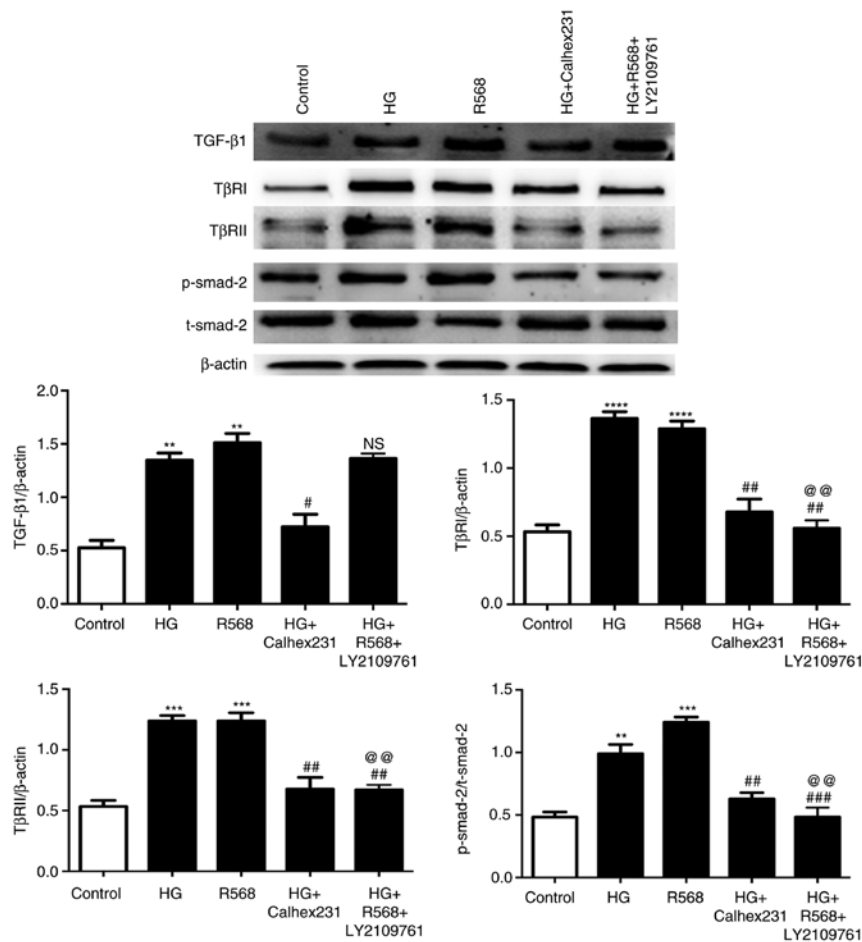 Control
HG
R568
HG+Calhex231
HG+R568+
LY2109761
TGF-β1
TβRI
TβRII
p-smad-2
t-smad-2
β-actin
TGF-β1/β-actin
2.0
1.5
1.0
0.5
0.0
**
**
#
NS
Control
HG
R568
HG+
Calhex231
HG+
R568+
LY2109761
TβRI/β-actin
1.5
1.0
0.5
0.0
****
****
##
@ @
##
Control
HG
R568
HG+
Calhex231
HG+
R568+
LY2109761
TβRII/β-actin
1.5
1.0
0.5
0.0
***
***
##
@ @
##
Control
HG
R568
HG+
Calhex231
HG+
R568+
LY2109761
p-smad-2/t-smad-2
1.5
1.0
0.5
0.0
**
***
##
@ @
###
Control
HG
R568
HG+
Calhex231
HG+
R568+
LY2109761